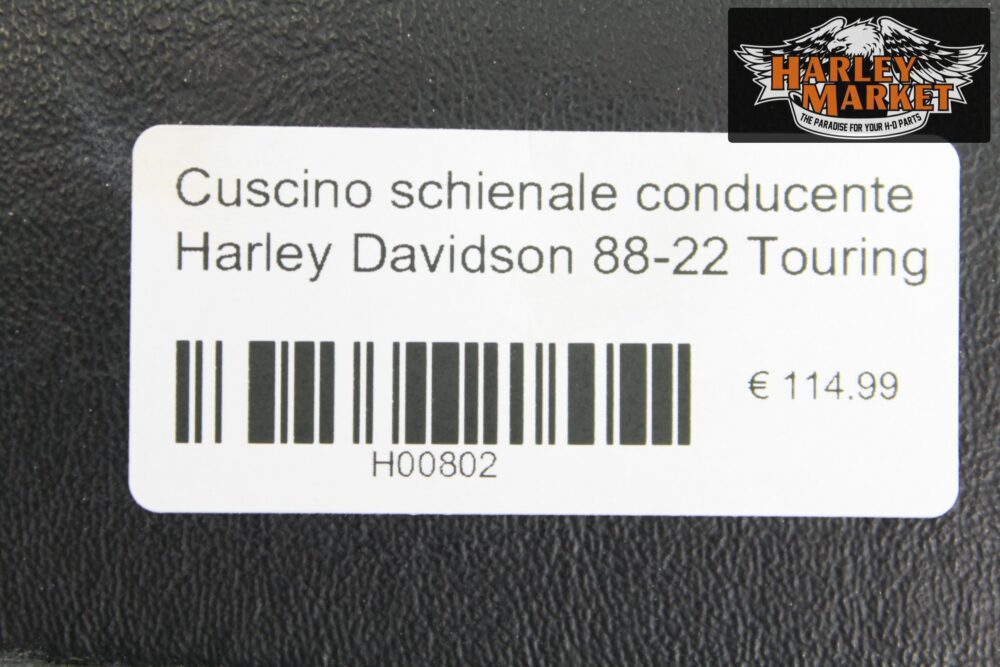 HARLEY
MARKET
THE PARADISE FOR YOUR H-D PARTS
Cuscino schienale conducente
Harley Davidson 88-22 Touring
€ 114.99
H00802